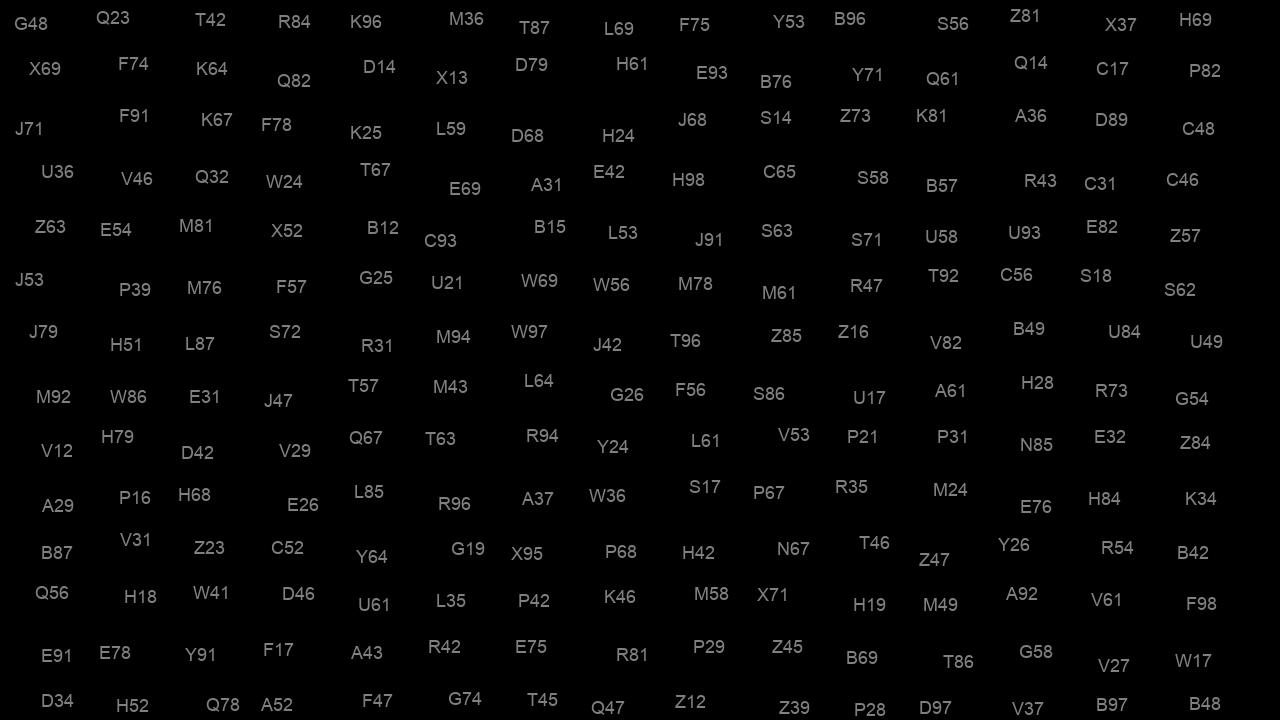 G48 Q23 T42 R84 K96 M36 T87 L69 F75 Y53 B96 S56 Z81 X37 H69
X69 F74 K64 Q82 D14 X13 D79 H61 E93 B76 Y71 Q61 Q14 C17 P82
J71 F91 K67 F78 K25 L59 D68 H24 J68 S14 Z73 K81 A36 D89 C48
U36 V46 Q32 W24 T67 E69 A31 E42 H98 C65 S58 B57 R43 C31 C46
Z63 E54 M81 X52 B12 C93 B15 L53 J91 S63 S71 U58 U93 E82 Z57
J53 P39 M76 F57 G25 U21 W69 W56 M78 M61 R47 T92 C56 S18 S62
J79 H51 L87 S72 R31 M94 W97 J42 T96 Z85 Z16 V82 B49 U84 U49
M92 W86 E31 J47 T57 M43 L64 G26 F56 S86 U17 A61 H28 R73 G54
V12 H79 D42 V29 Q67 T63 R94 Y24 L61 V53 P21 P31 N85 E32 Z84
A29 P16 H68 E26 L85 R96 A37 W36 S17 P67 R35 M24 E76 H84 K34
B87 V31 Z23 C52 Y64 G19 X95 P68 H42 N67 T46 Z47 Y26 R54 B42
Q56 H18 W41 D46 U61 L35 P42 K46 M58 X71 H19 M49 A92 V61 F98
E91 E78 Y91 F17 A43 R42 E75 R81 P29 Z45 B69 T86 G58 V27 W17
D34 H52 Q78 A52 F47 G74 T45 Q47 Z12 Z39 P28 D97 V37 B97 B48